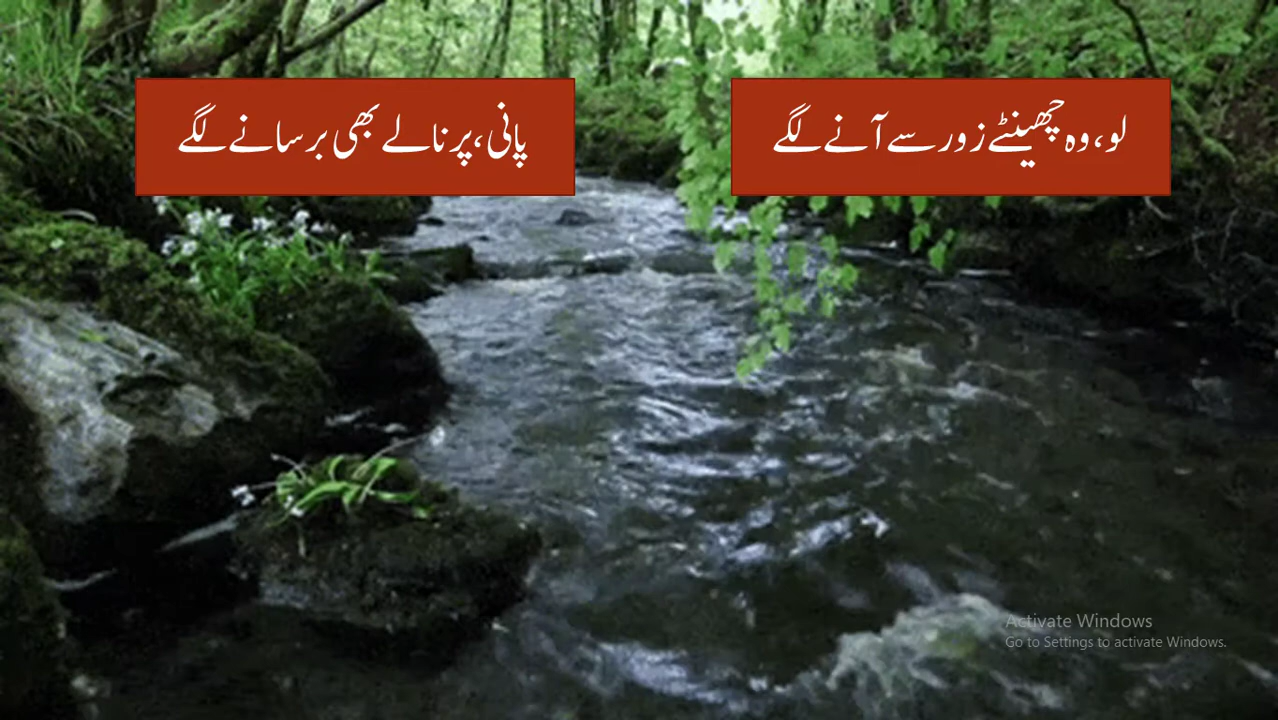 لو، وہ چھینٹے زور سے آنے لگے
پانی، پرنالے بھی برسانے لگے
Activate Windows
Go to Settings to activate Windows.